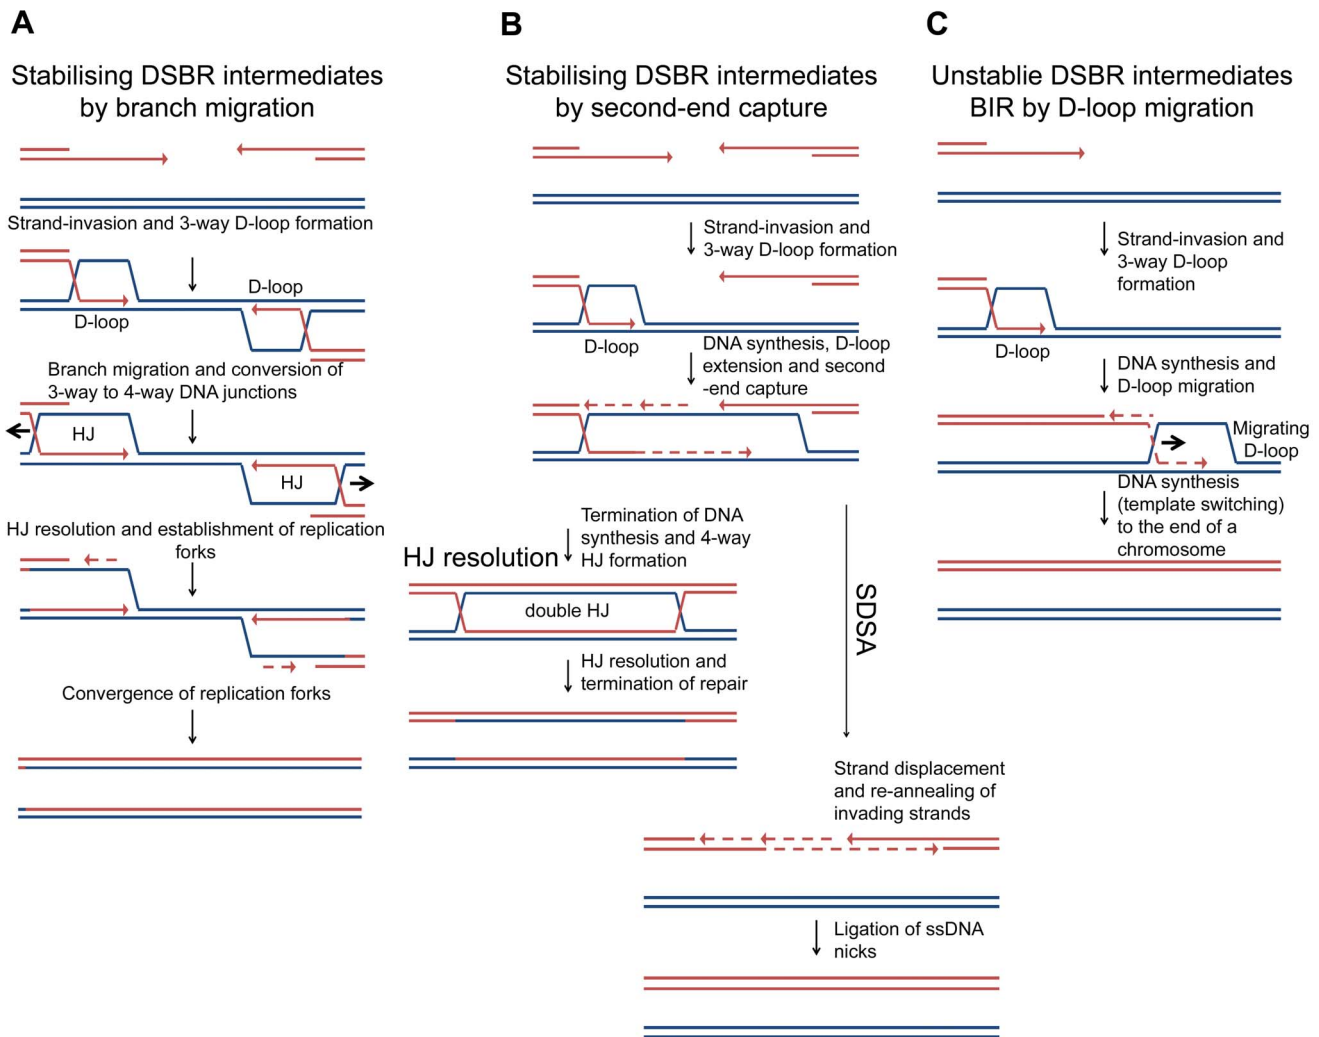 A
Stabilising DSBR intermediates
by branch migration
Strand-invasion and 3-way D-loop formation
D-loop
D-loop
Branch migration and conversion of
3-way to 4-way DNA junctions
HJ
HJ
HJ resolution and establishment of replication
forks
Convergence of replication forks
B
Stabilising DSBR intermediates
by second-end capture
Strand-invasion and
3-way D-loop formation
D-loop
DNA synthesis, D-loop
extension and second
-end capture
Termination of DNA
synthesis and 4-way
HJ formation
HJ resolution
double HJ
HJ resolution and
termination of repair
SDSA
Strand displacement
and re-annealing of
invading strands
Ligation of ssDNA
nicks
C
Unstablie DSBR intermediates
BIR by D-loop migration
Strand-invasion and
3-way D-loop
formation
D-loop
DNA synthesis and
D-loop migration
Migrating
D-loop
DNA synthesis
(template switching)
to the end of a
chromosome